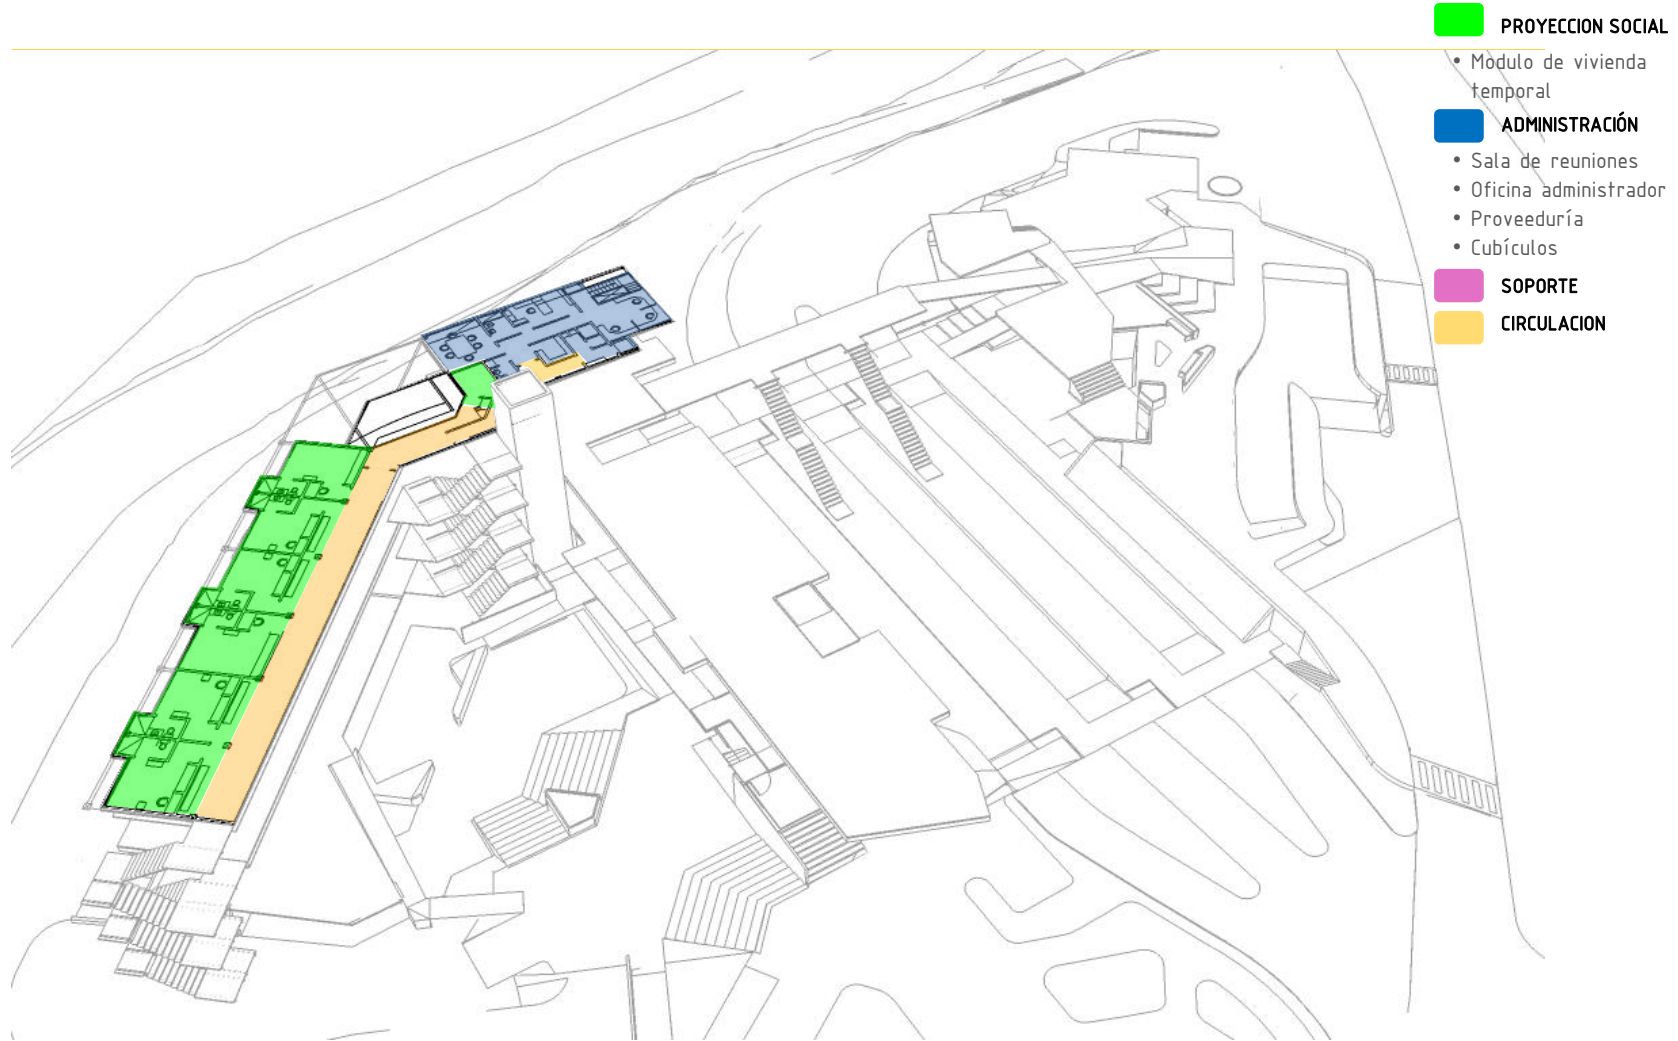 PROYECCION SOCIAL
• Modulo de vivienda
temporal
ADMINISTRACIÓN
• Sala de reuniones
• Oficina administrador
• Proveeduría
• Cubículos
SOPORTE
CIRCULACION